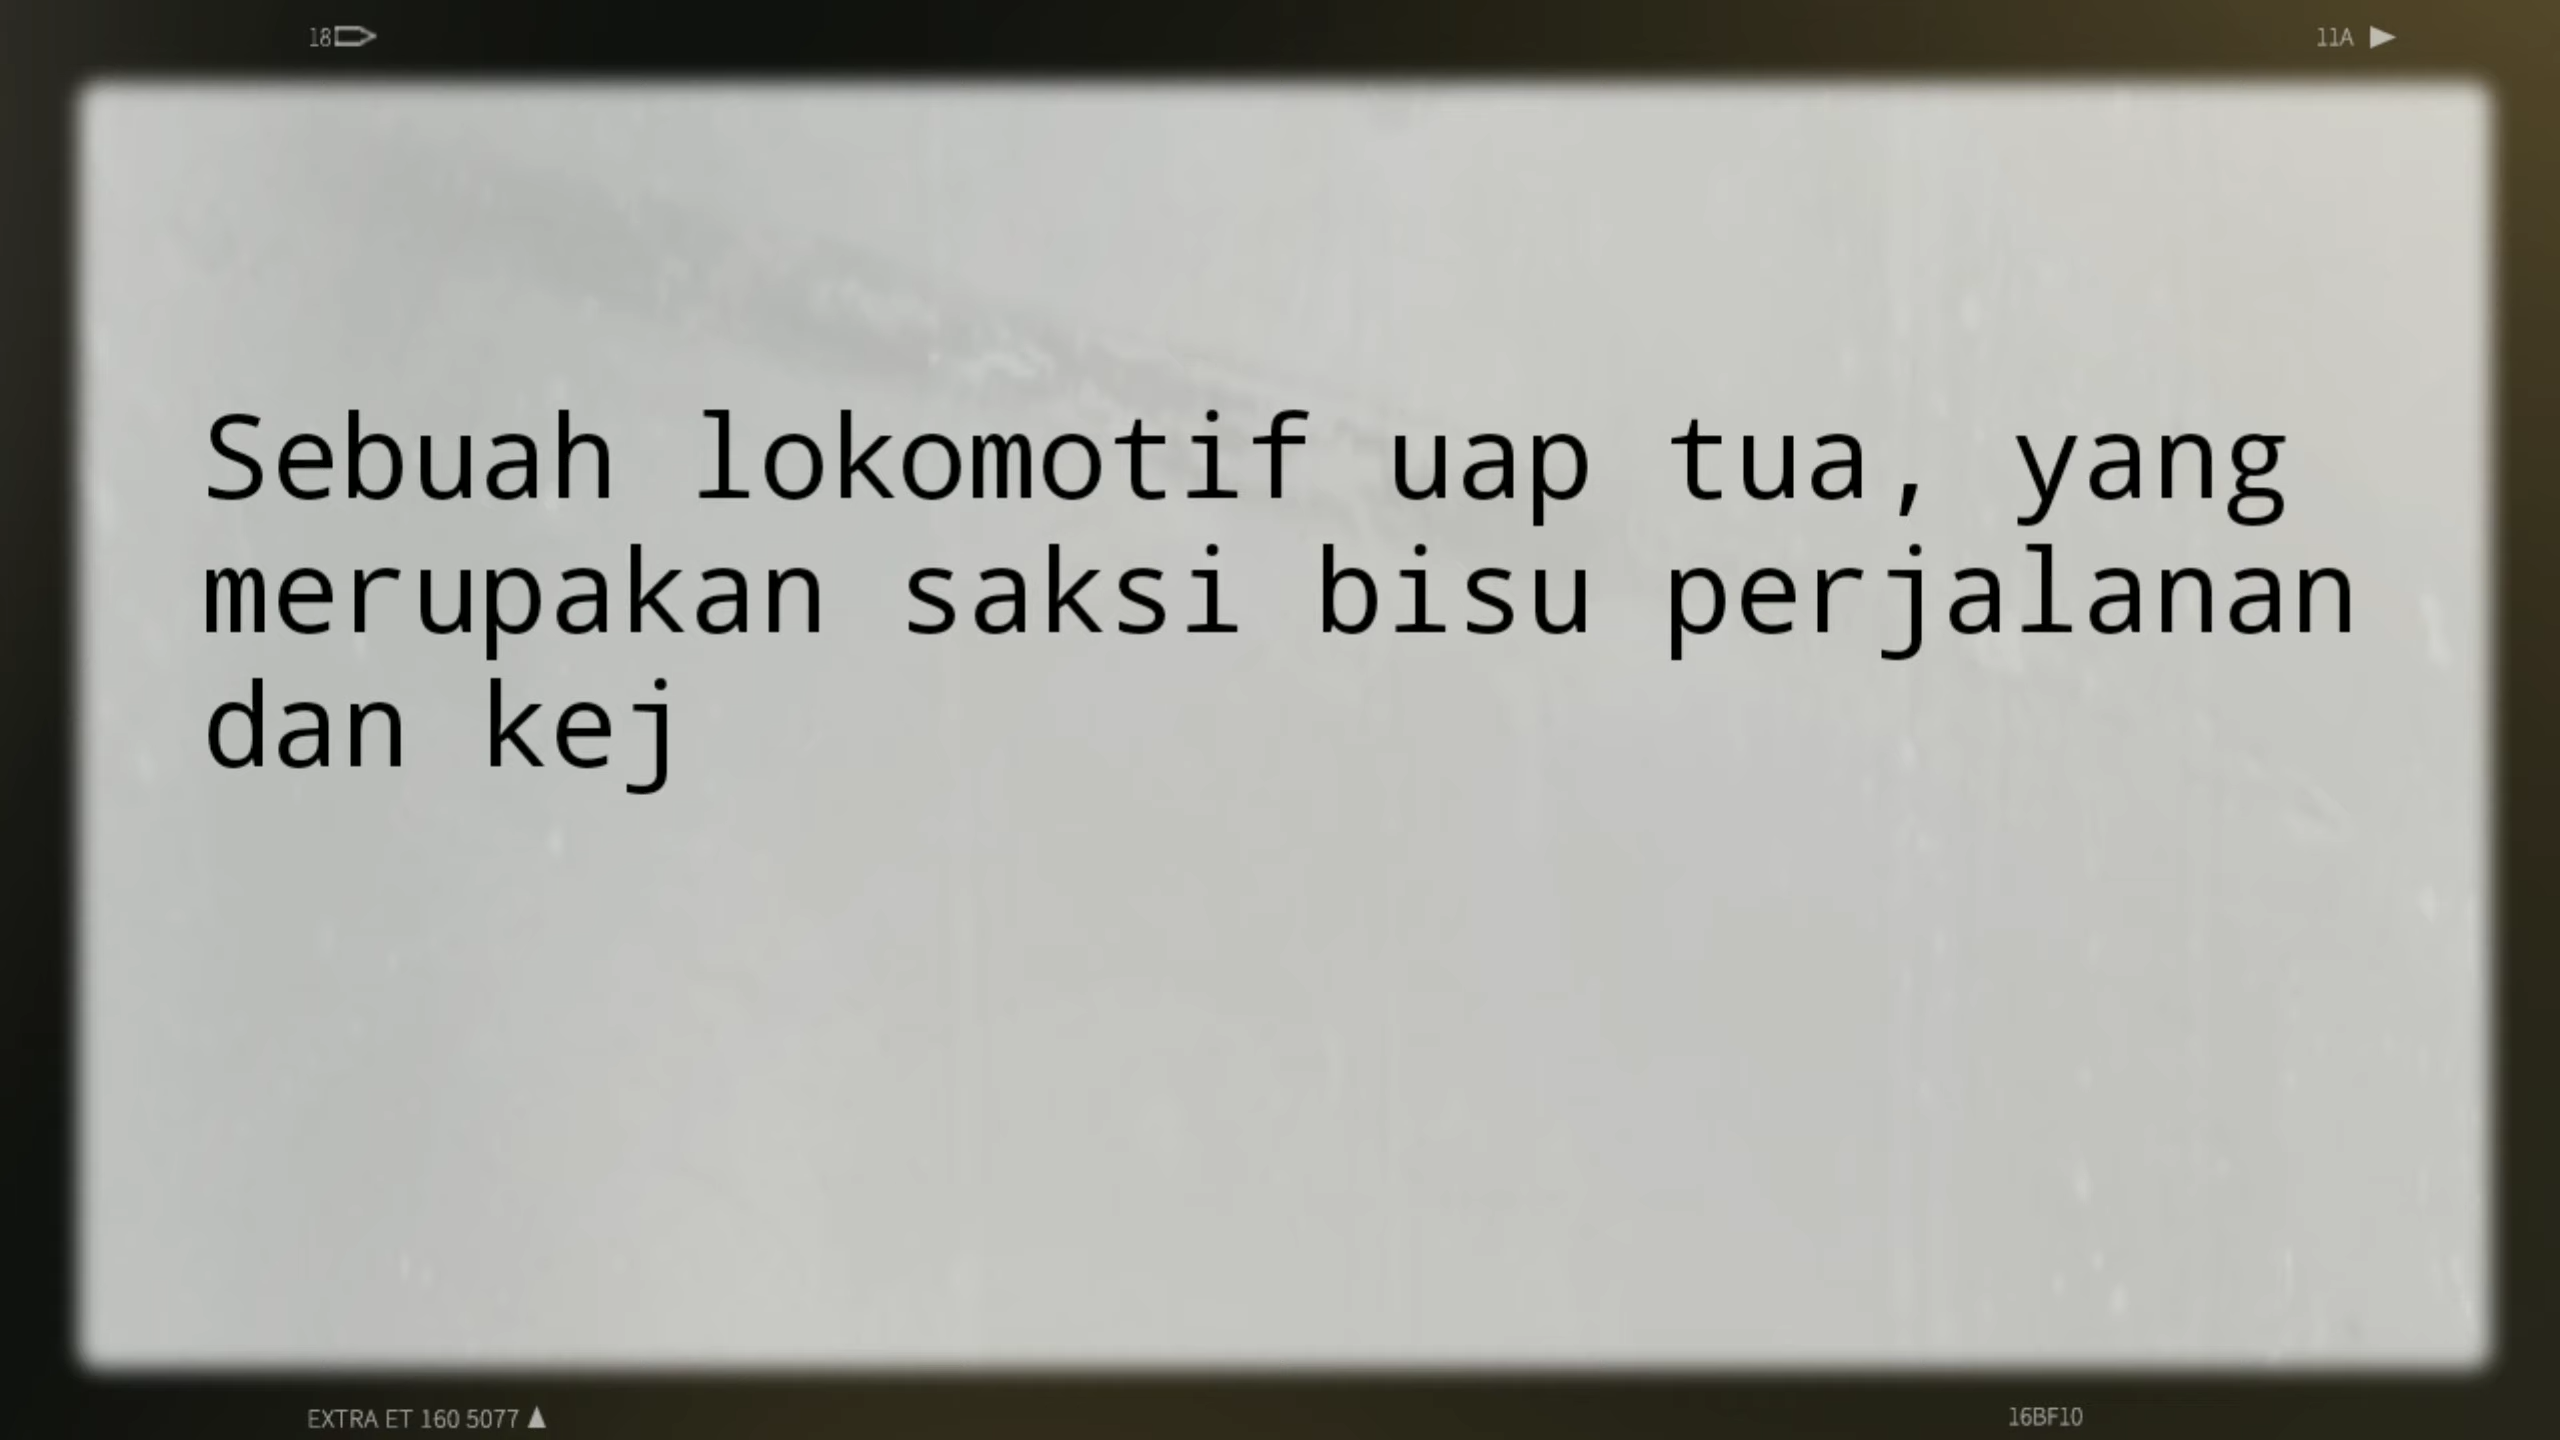 18
11A
Sebuah lokomotif uap tua, yang
merupakan saksi bisu perjalanan
dan kej
EXTRA ET 160 5077
16BF10